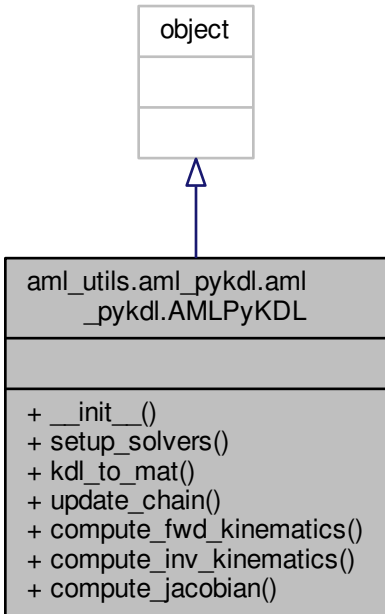 object
aml_utils.aml_pykdl.aml
_pykdl.AMLPyKDL
+ __init__()
+ setup_solvers()
+ kdl_to_mat()
+ update_chain()
+ compute_fwd_kinematics()
+ compute_inv_kinematics()
+ compute_jacobian()